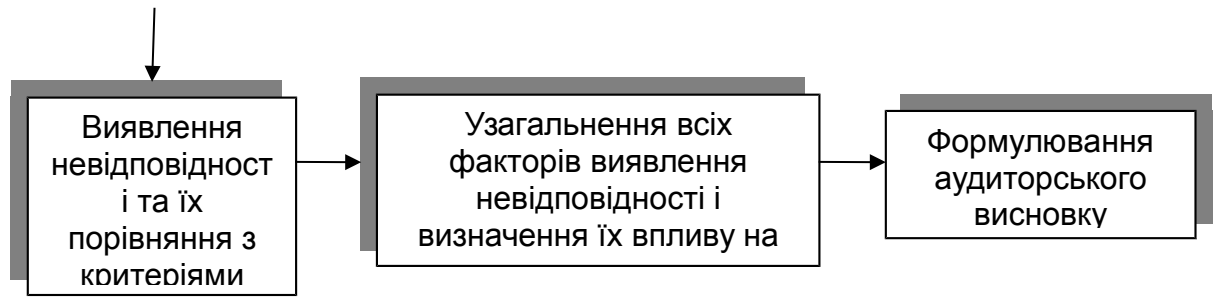 Виявлення
невідповідност
і та їх
порівняння з
критеріями
Узагальнення всіх
факторів виявлення
невідповідності і
визначення їх впливу на
Формулювання
аудиторського
висновку